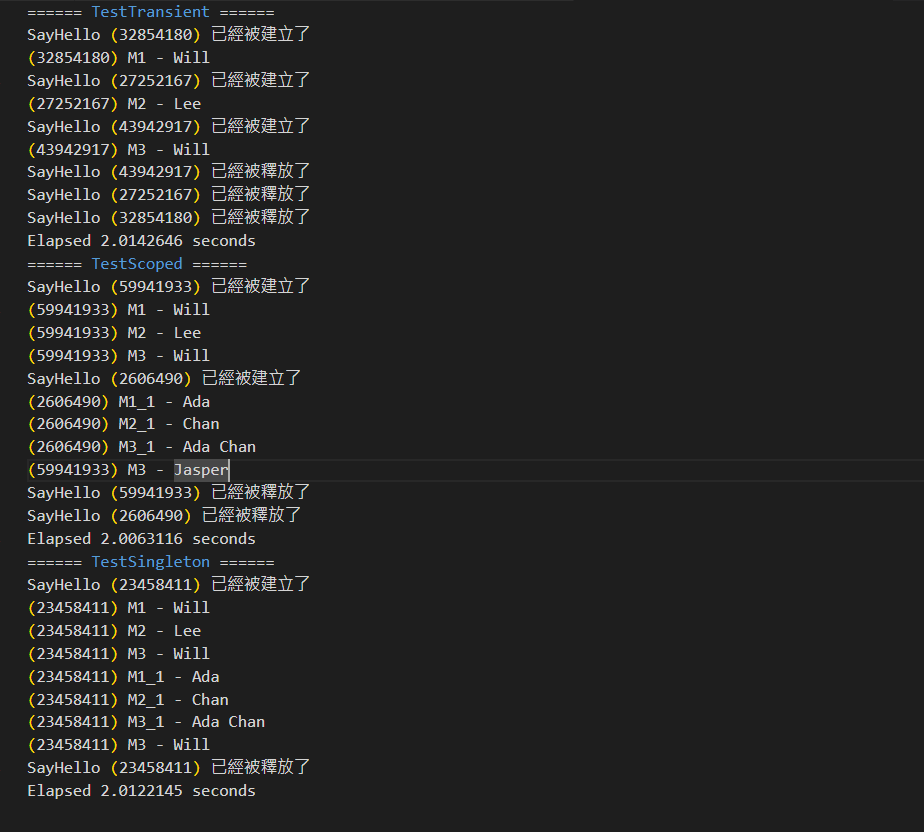 ====== TestTransient ======
SayHello (32854180) 已經被建立了
(32854180) M1 - Will
SayHello (27252167) 已經被建立了
(27252167) M2 - Lee
SayHello (43942917) 已經被建立了
(43942917) M3 - Will
SayHello (43942917) 已經被釋放了
SayHello (27252167) 已經被釋放了
SayHello (32854180) 已經被釋放了
Elapsed 2.0142646 seconds
====== TestScoped ======
SayHello (59941933) 已經被建立了
(59941933) M1 - Will
(59941933) M2 - Lee
(59941933) M3 - Will
SayHello (2606490) 已經被建立了
(2606490) M1_1 - Ada
(2606490) M2_1 - Chan
(2606490) M3_1 - Ada Chan
(59941933) M3 - Jasper
SayHello (59941933) 已經被釋放了
SayHello (2606490) 已經被釋放了
Elapsed 2.0063116 seconds
====== TestSingleton ======
SayHello (23458411) 已經被建立了
(23458411) M1 - Will
(23458411) M2 - Lee
(23458411) M3 - Will
(23458411) M1_1 - Ada
(23458411) M2_1 - Chan
(23458411) M3_1 - Ada Chan
(23458411) M3 - Will
SayHello (23458411) 已經被釋放了
Elapsed 2.0122145 seconds